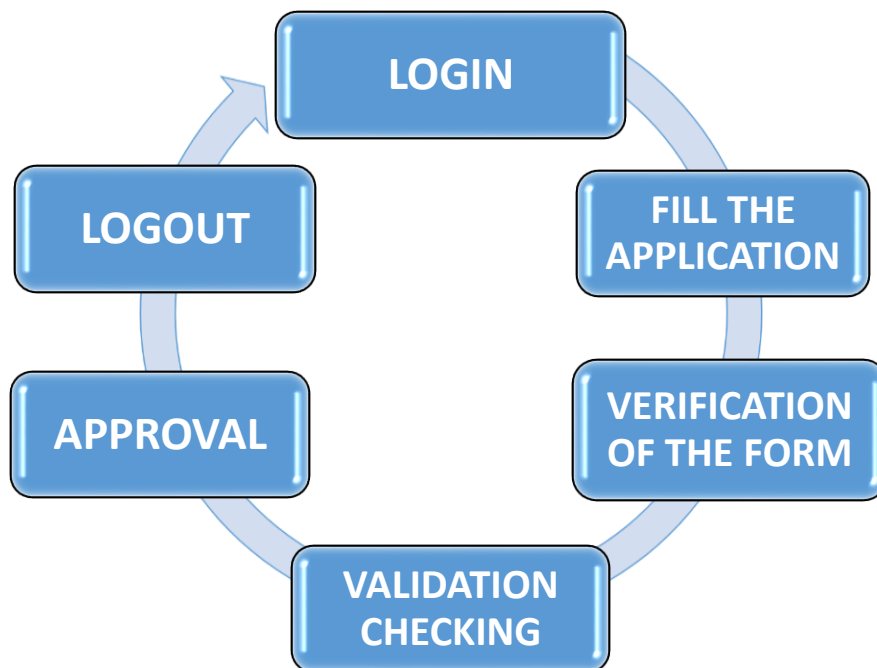 LOGIN
FILL THE
APPLICATION
VERIFICATION
OF THE FORM
VALIDATION
CHECKING
APPROVAL
LOGOUT